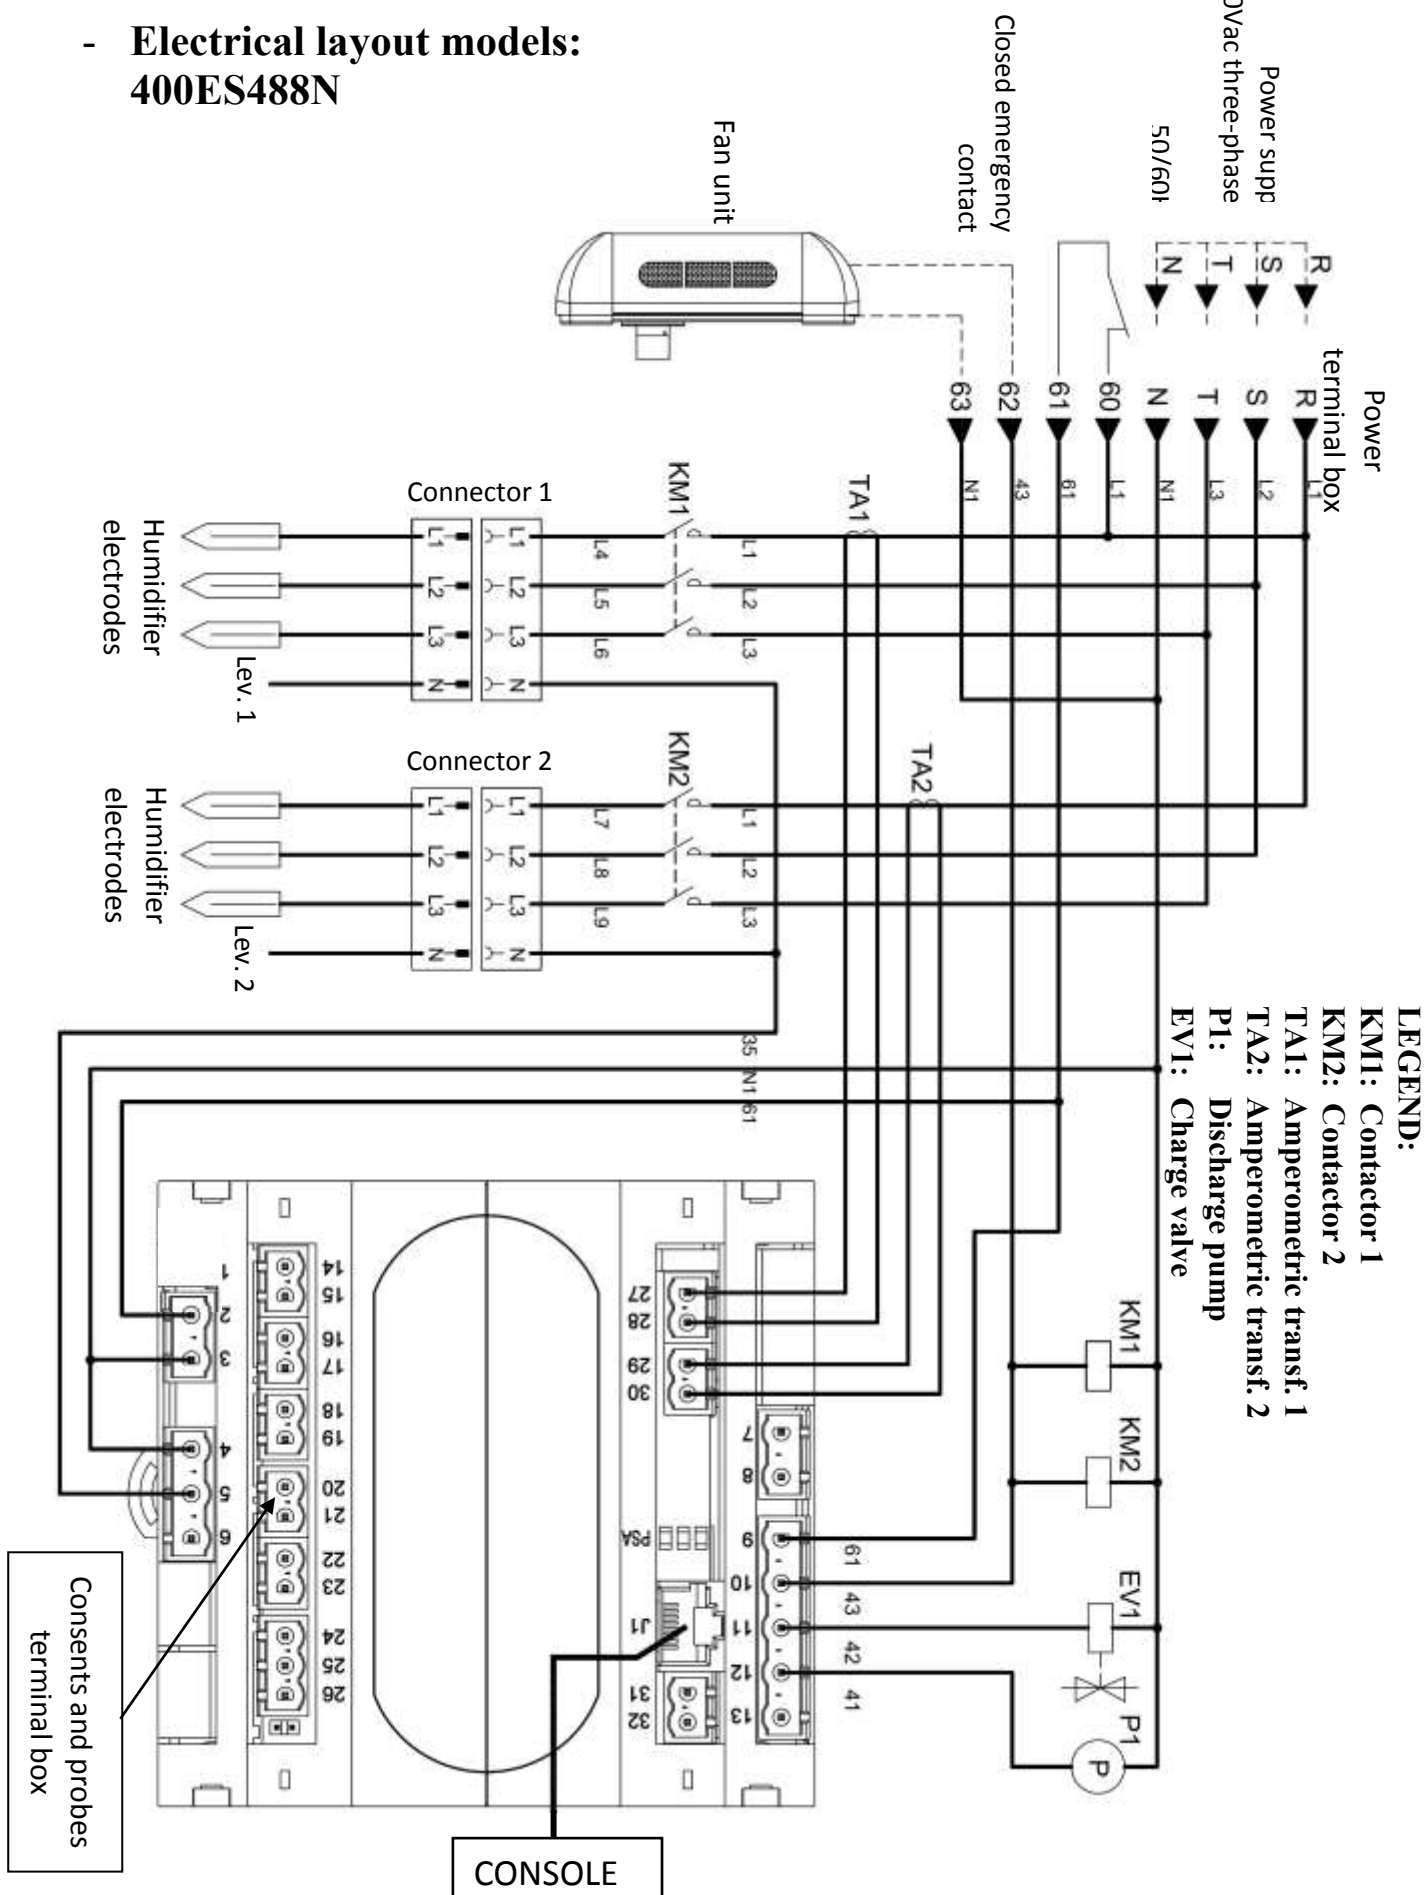 - Electrical layout models:
400ES488N
Power supp
0Vac three-phase
50/60H
R
S
T
N
Closed emergency
contact
Fan unit
Power
terminal box
R
S
T
N
60
61
62
63
L1
L2
L3
N1
L1
61
43
N1
Connector 1
KM1
TA1
Humidifier
electrodes
L1
L2
L3
N
L1
L2
L3
N
L4
L5
L6
L1
L2
L3
Lev. 1
Connector 2
KM2
TA2
Humidifier
electrodes
L1
L2
L3
N
L1
L2
L3
N
L7
L8
L9
L1
L2
L3
Lev. 2
35
N1
61
LEGEND:
KM1: Contactor 1
KM2: Contactor 2
TA1: Amperometric transf. 1
TA2: Amperometric transf. 2
P1: Discharge pump
EV1: Charge valve
1
2
3
4
5
6
14
15
16
17
18
19
20
21
22
23
24
25
26
27
28
29
30
PSA
J1
31
32
7
8
9
10
11
12
13
61
43
42
41
KM1
KM2
EV1
P1
P
Consents and probes
terminal box
CONSOLE